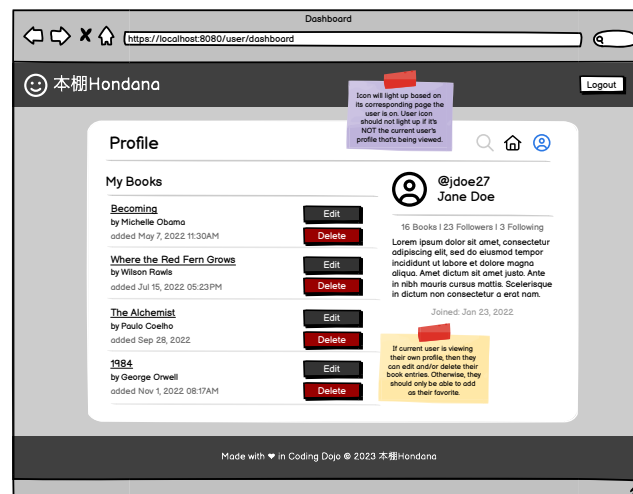 Dashboard
https://localhost:8080/user/dashboard
本棚Hondana
Logout
Icon will light up based on
its corresponding page the
user is on. User icon
should not light up if it's
NOT the current user's
profile that's being viewed.
Profile
My Books
Becoming
by Michelle Obama
added May 7, 2022 11:30AM
Edit
Delete
Where the Red Fern Grows
by Wilson Rawls
added Jul 15, 2022 05:23PM
Edit
Delete
The Alchemist
by Paulo Coelho
added Sep 28, 2022
Edit
Delete
1984
by George Orwell
added Nov 1, 2022 08:17AM
Edit
Delete
@jdoe27
Jane Doe
16 Books | 23 Followers | 3 Following
Lorem ipsum dolor sit amet, consectetur
adipiscing elit, sed do eiusmod tempor
incididunt ut labore et dolore magna
aliqua. Amet dictum sit amet justo. Ante
in nibh mauris cursus mattis. Scelerisque
in dictum non consectetur a erat nam.
Joined: Jan 23, 2022
If current user is viewing
their own profile, then they
can edit and/or delete their
book entries. Otherwise, they
should only be able to add
as their favorite.
Made with ❤ in Coding Dojo © 2023 本棚Hondana